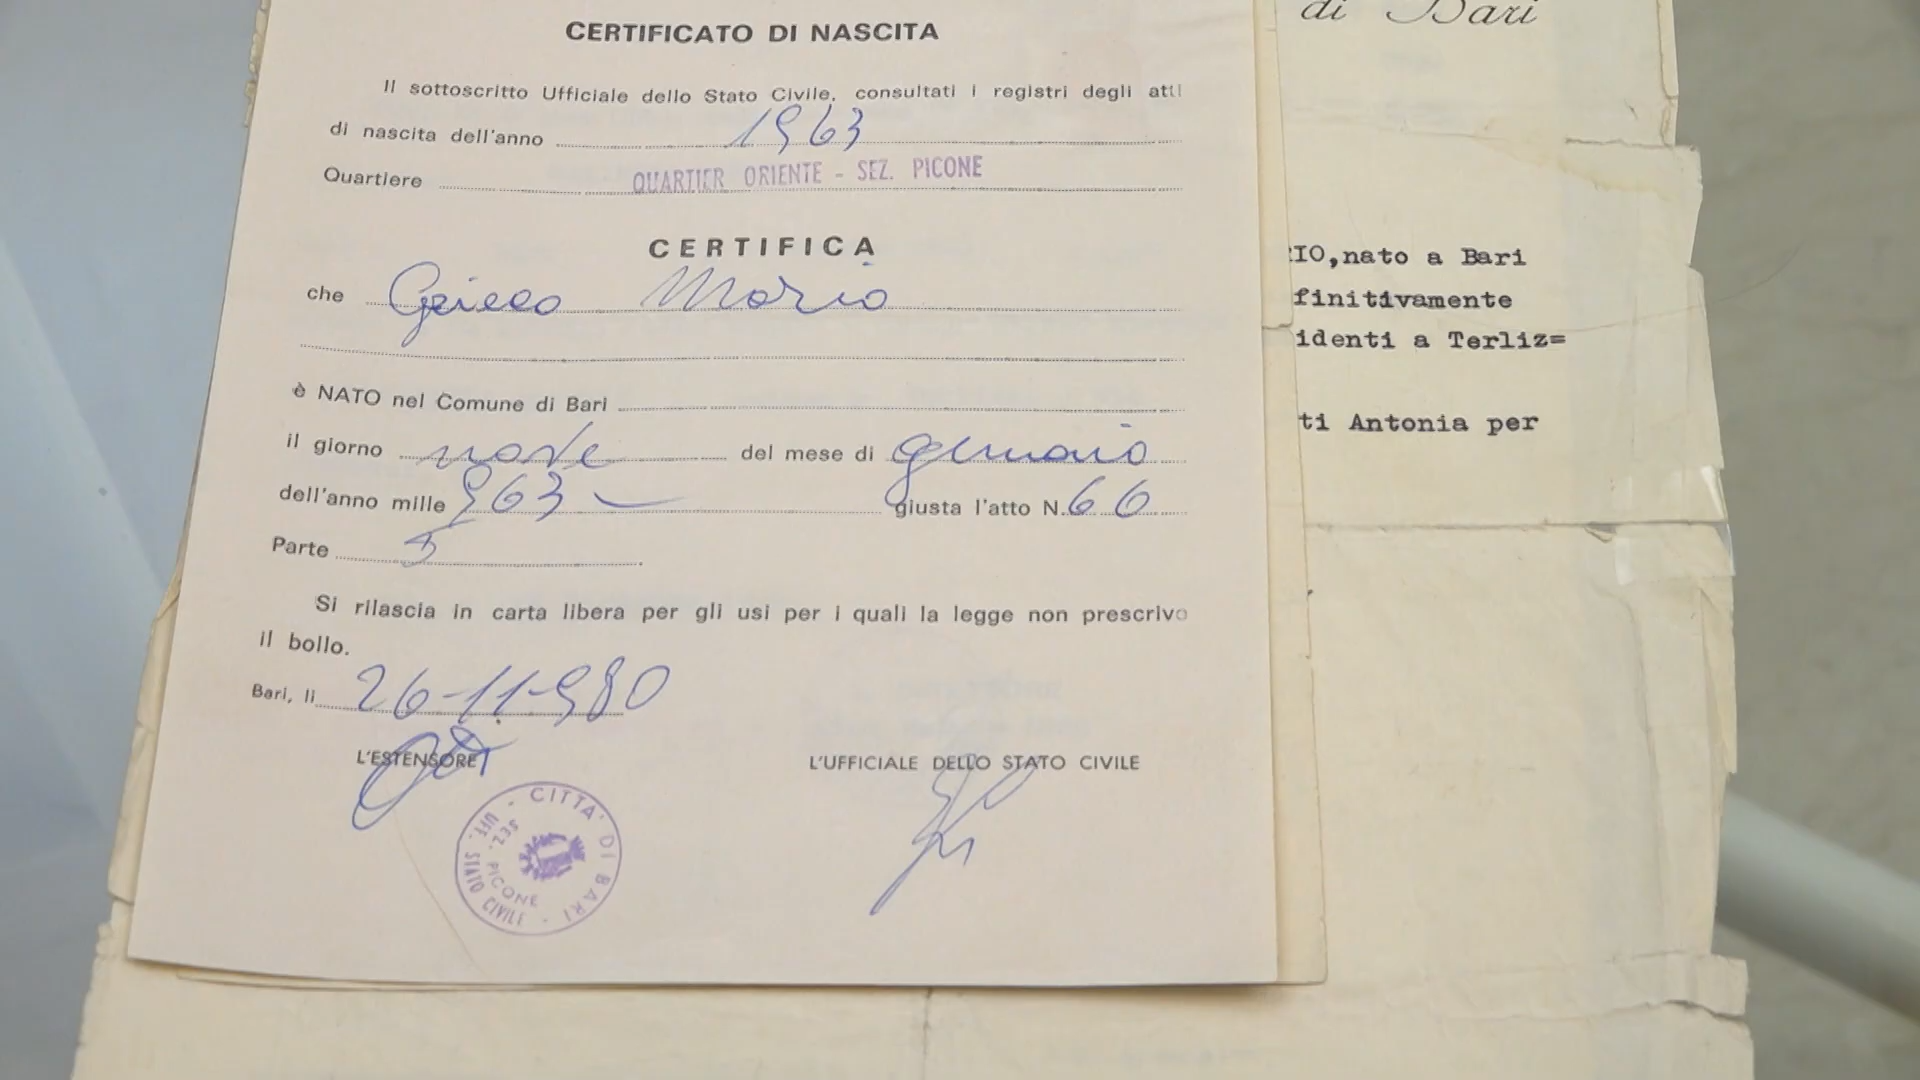 CERTIFICATO DI NASCITA
Il sottoscritto Ufficiale dello Stato Civile, consultati i registri degli atti
di nascita dell'anno 1963
Quartiere QUARTIER ORIENTE - SEZ. PICONE
CERTIFICA
che Grieco Mario
è NATO nel Comune di Bari
il giorno nove del mese di gennaio
dell'anno mille 963 giusta l'atto N. 66
Parte
Si rilascia in carta libera per gli usi per i quali la legge non prescrive
il bollo.
Bari, li 26-11-980
L'ESTENSORE L'UFFICIALE DELLO STATO CIVILE
CITTA' DI BARI
UFF. STATO CIVILE
SEZ. PICONE
di Bari
RIO,nato a Bari
finitivamente
identi a Terliz=
ti Antonia per